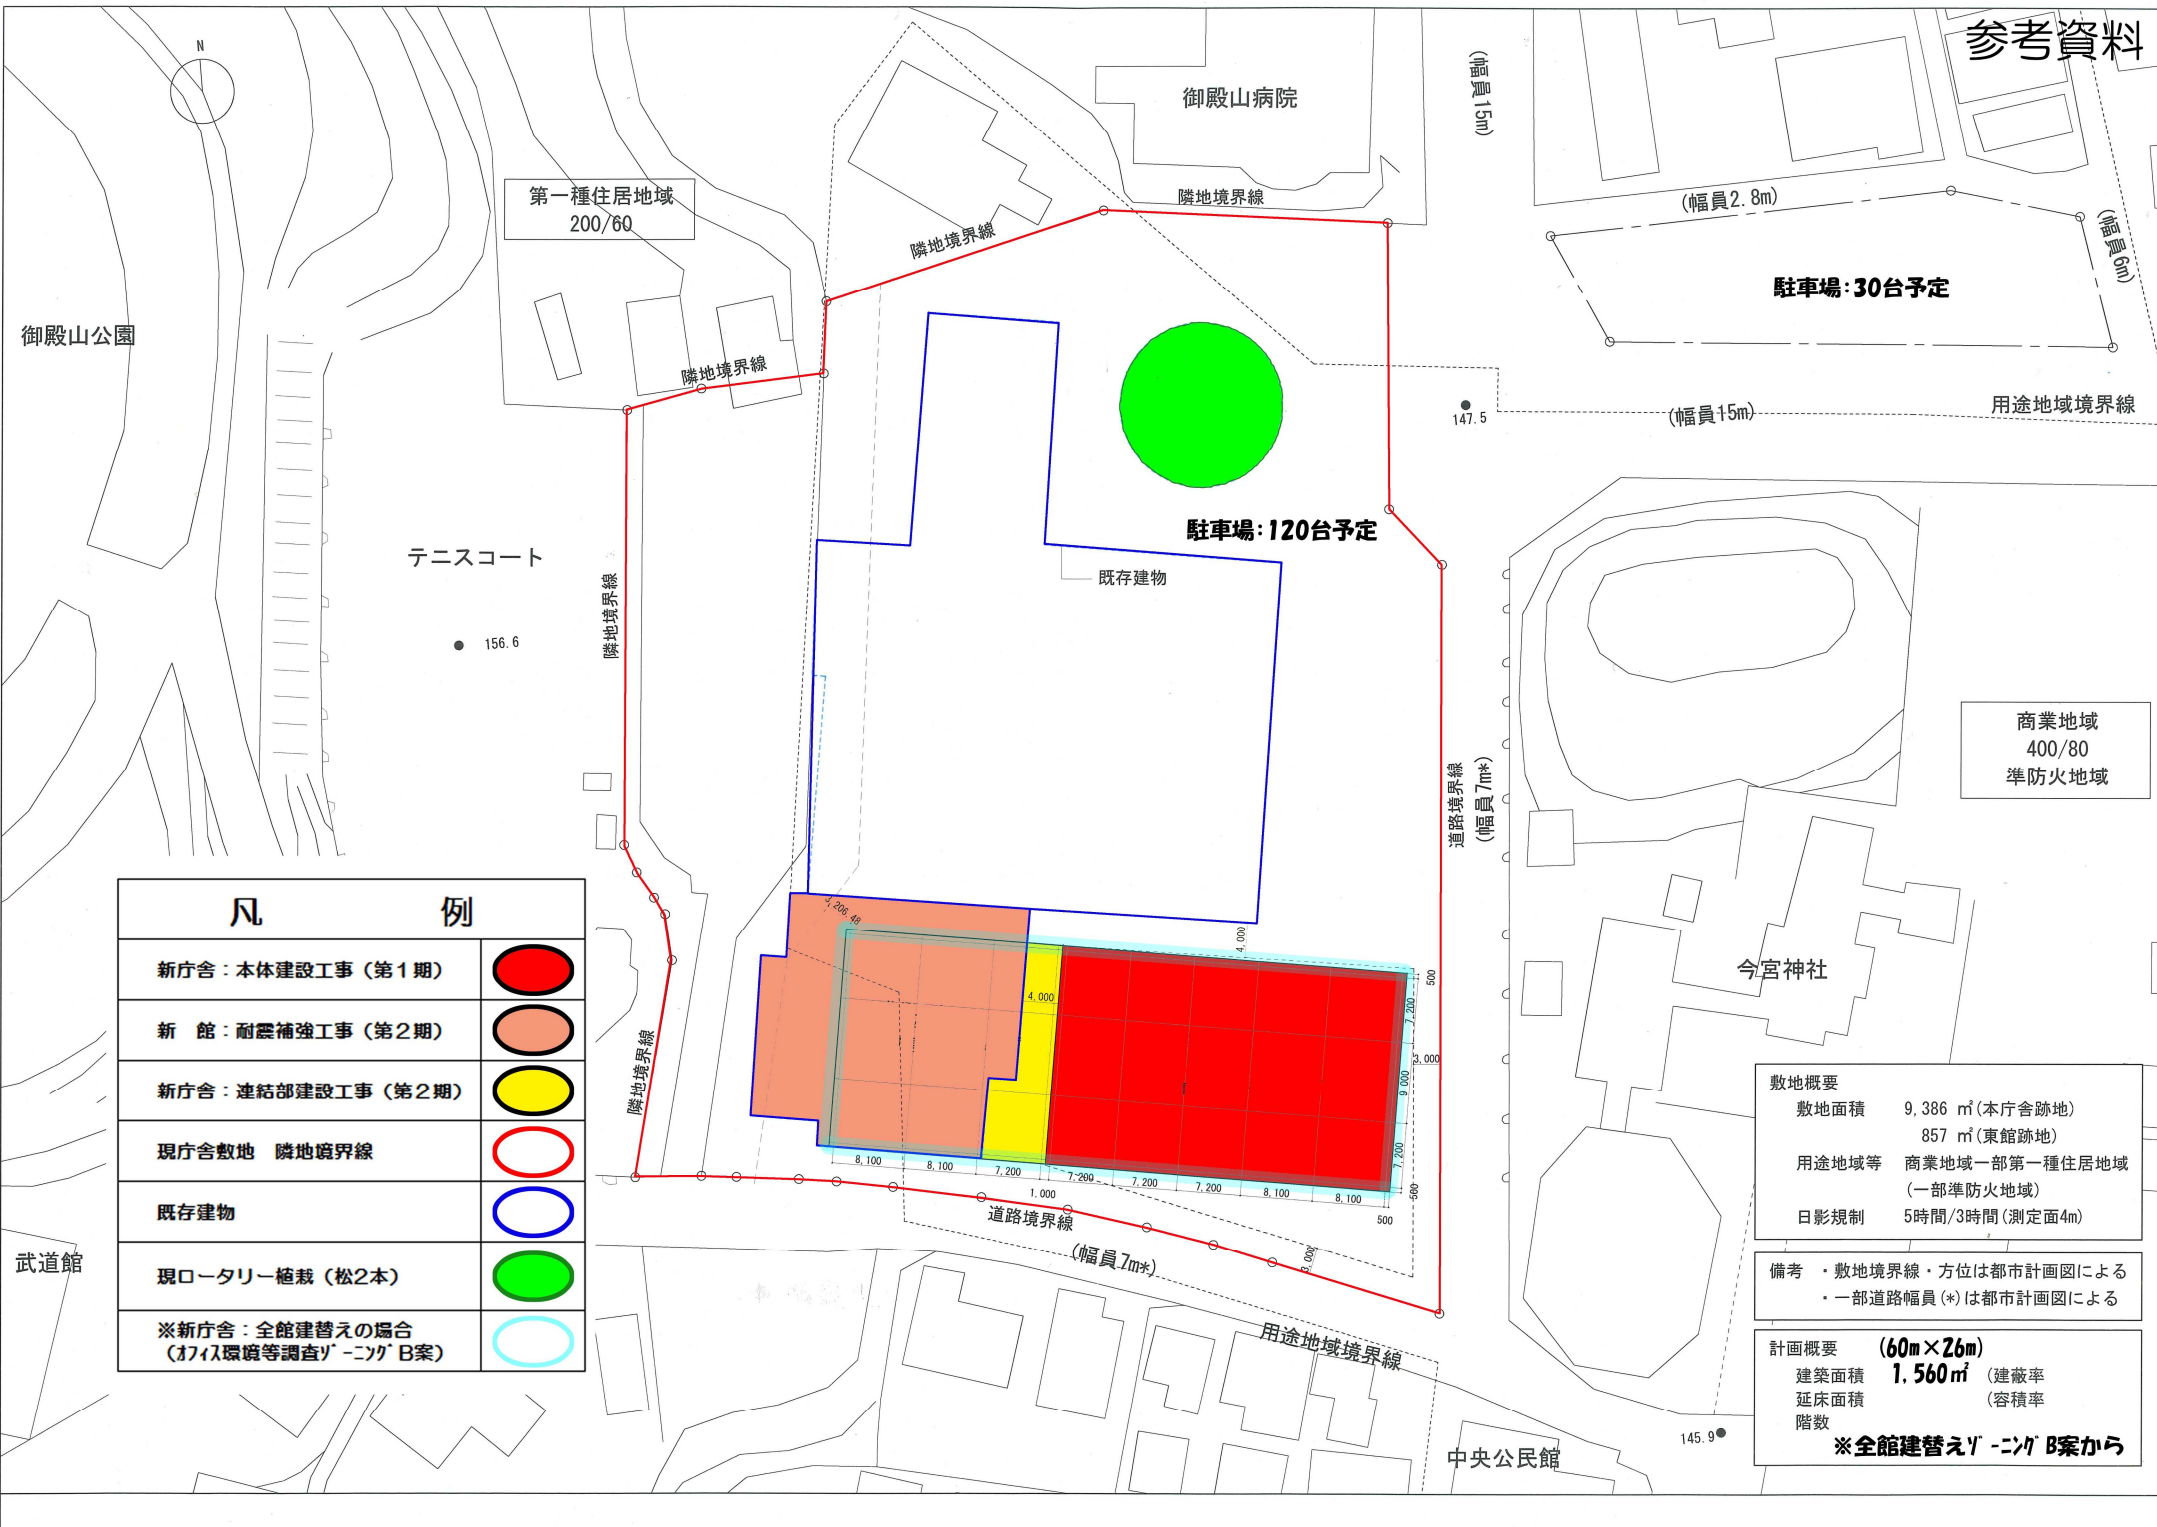 参考資料
N
御殿山病院
(幅員15m)
第一種住居地域
200/60
隣地境界線
隣地境界線
(幅員2.8m)
(幅員6m)
駐車場:30台予定
御殿山公園
隣地境界線
147.5
(幅員15m)
用途地域境界線
駐車場:120台予定
テニスコート
既存建物
隣地境界線
156.6
商業地域
400/80
準防火地域
道路境界線
(幅員7m*)
凡例
新庁舎：本体建設工事（第１期）
新　館：耐震補強工事（第２期）
新庁舎：連結部建設工事（第２期）
現庁舎敷地　隣地境界線
既存建物
現ロータリー植栽（松2本）
※新庁舎：全館建替えの場合
（ｵﾌｨｽ環境等調査ｿﾞｰﾆﾝｸﾞB案）
206.48
4,000
500
7,200
4,000
3,000
9,000
7,200
500
今宮神社
隣地境界線
8,100
8,100
7,200
7,200
7,200
7,200
8,100
8,100
1,000
500
道路境界線
(幅員7m*)
3,000
用途地域境界線
武道館
中央公民館
145.9
敷地概要
敷地面積　9,386 ㎡(本庁舎跡地)
857 ㎡(東館跡地)
用途地域等　商業地域一部第一種住居地域
(一部準防火地域)
日影規制　5時間/3時間(測定面4m)
備考　・敷地境界線・方位は都市計画図による
・一部道路幅員(*)は都市計画図による
計画概要　(60m×26m)
建築面積　1,560㎡　(建蔽率
延床面積　(容積率
階数
※全館建替えｿﾞｰﾆﾝｸﾞB案から